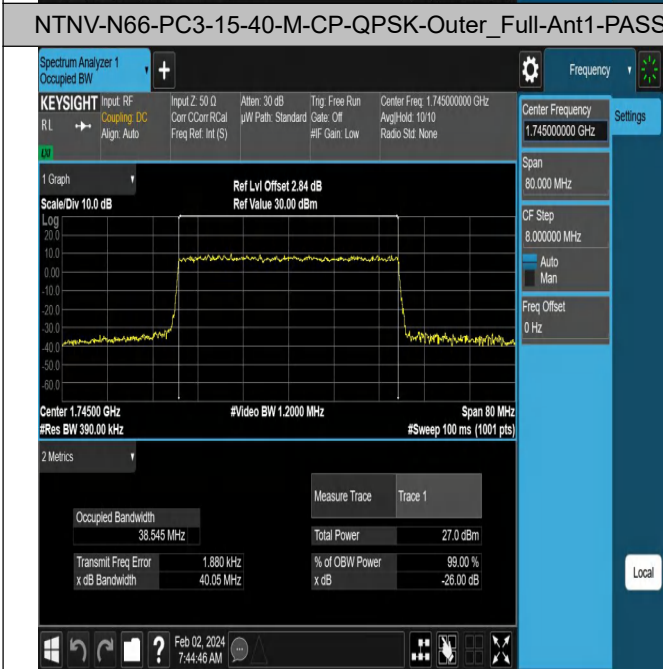 NTNV-N66-PC3-15-40-M-CP-QPSK-Outer_Full-Ant1-PASS
Spectrum Analyzer 1
Occupied BW
Frequency
KEYSIGHT
RL
Input: RF
Coupling: DC
Align: Auto
Input Z: 50 Ω
Corr CCorr RCal
Freq Ref: Int (S)
Atten: 30 dB
µW Path: Standard
Trig: Free Run
Gate: Off
#IF Gain: Low
Center Freq: 1.745000000 GHz
Avg|Hold: 10/10
Radio Std: None
Center Frequency
1.745000000 GHz
Settings
Span
80.000 MHz
CF Step
8.000000 MHz
Auto
Man
Freq Offset
0 Hz
1 Graph
Scale/Div 10.0 dB
Ref Lvl Offset 2.84 dB
Ref Value 30.00 dBm
Log
20.0
10.0
0.00
-10.0
-20.0
-30.0
-40.0
-50.0
-60.0
Center 1.74500 GHz
#Res BW 390.00 kHz
#Video BW 1.2000 MHz
Span 80 MHz
#Sweep 100 ms (1001 pts)
2 Metrics
Measure Trace Trace 1
Occupied Bandwidth
38.545 MHz
Total Power 27.0 dBm
Transmit Freq Error 1.880 kHz
% of OBW Power 99.00 %
x dB Bandwidth 40.05 MHz
x dB -26.00 dB
Local
?
Feb 02, 2024
7:44:46 AM